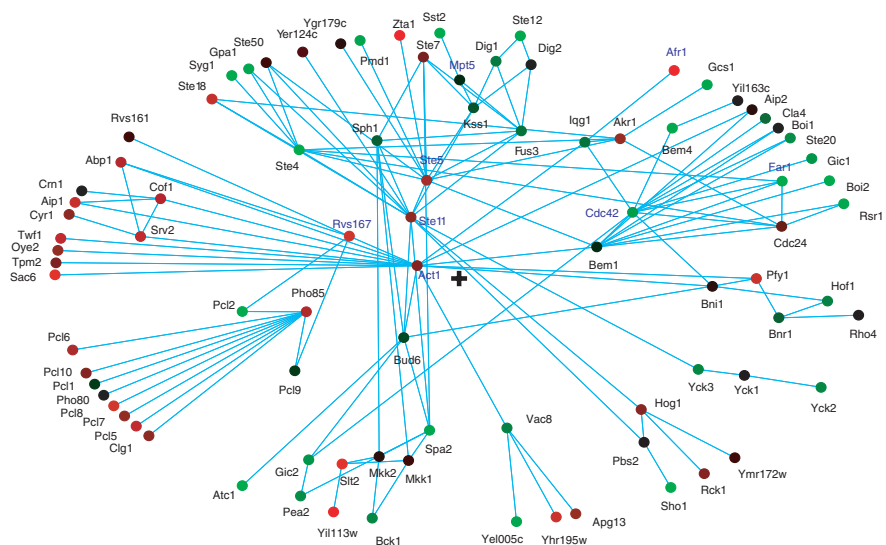 Zta1
Sst2
Ste12
Ygr179c
Ste7
Dig1
Yer124c
Ste50
Gpa1
Pmd1
Mpt5
Dig2
Afr1
Syg1
Gcs1
Ste18
Yil163c
Aip2
Rvs161
Sph1
Kss1
Iqg1
Akr1
Cla4
Boi1
Fus3
Bem4
Ste20
Abp1
Ste4
Ste5
Far1
Gic1
Crn1
Cof1
Boi2
Aip1
Cyr1
Ste11
Cdc42
Rsr1
Srv2
Rvs167
Cdc24
Twf1
Oye2
Tpm2
Sac6
Act1
Bem1
Pfy1
Pho85
Bni1
Hof1
Pcl2
Bnr1
Rho4
Pcl6
Bud6
Pcl10
Pcl1
Pcl9
Yck3
Yck1
Yck2
Pho80
Pcl8
Pcl7
Pcl5
Clg1
Vac8
Hog1
Spa2
Pbs2
Gic2
Slt2
Mkk2
Mkk1
Ymr172w
Atc1
Pea2
Rck1
Sho1
Yil113w
Bck1
Yel005c
Yhr195w
Apg13